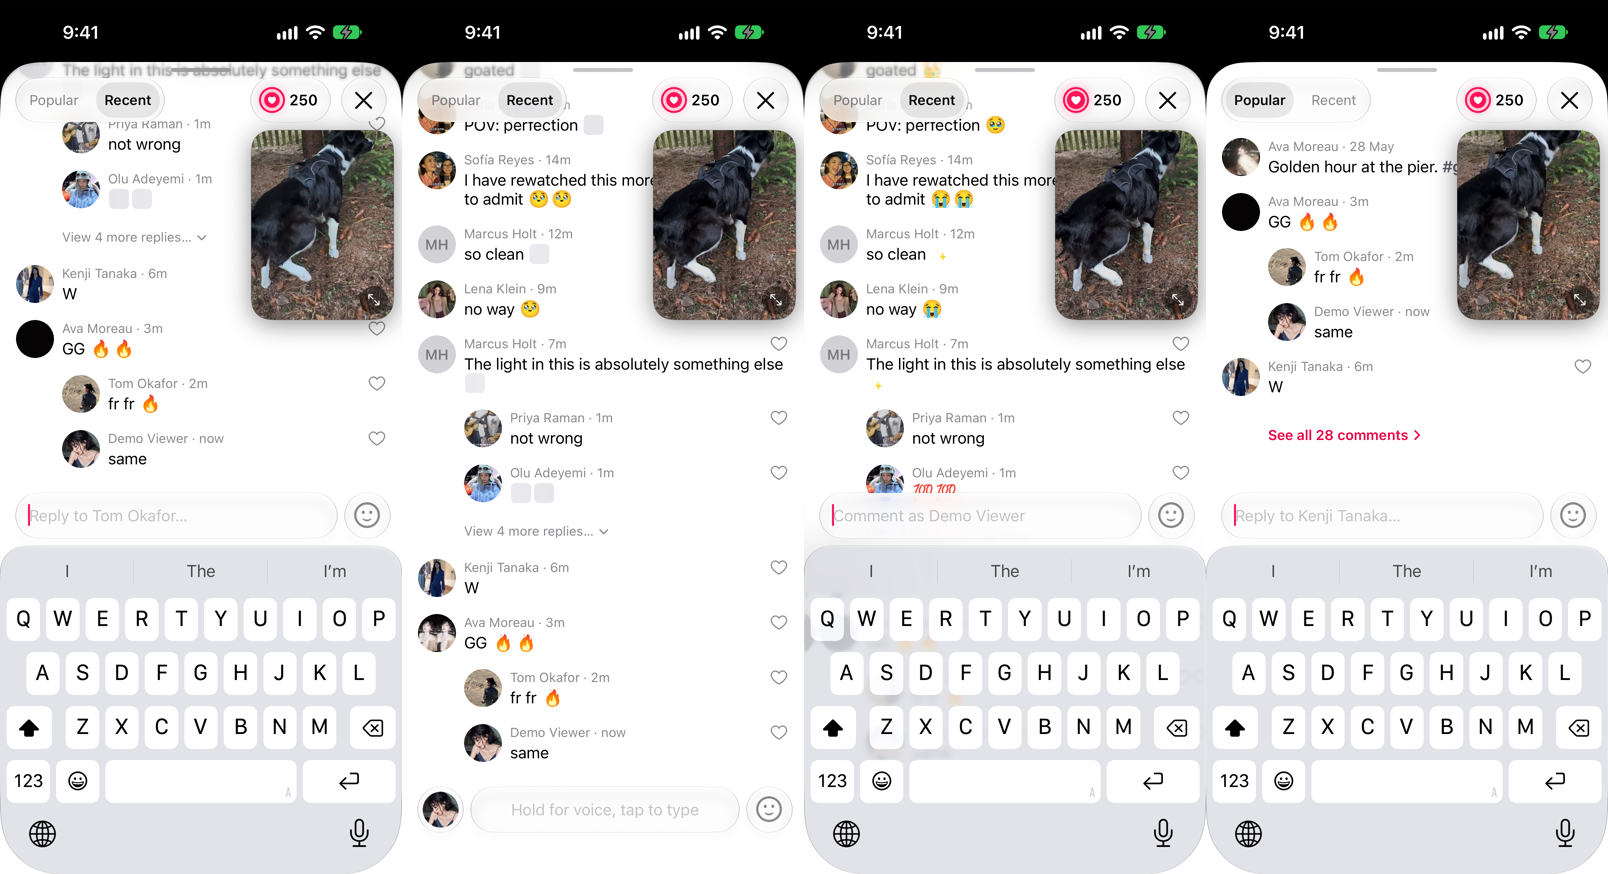 9:41
The light in this is absolutely something else
Popular
Recent
250
Priya Raman · 1m
not wrong
Olu Adeyemi · 1m
View 4 more replies...
Kenji Tanaka · 6m
W
Ava Moreau · 3m
GG 🔥 🔥
Tom Okafor · 2m
fr fr 🔥
Demo Viewer · now
same
Reply to Tom Okafor...
I
The
I'm
Q W E R T Y U I O P
A S D F G H J K L
Z X C V B N M
123
A
9:41
goated
Popular
Recent
250
POV: perfection
Sofía Reyes · 14m
I have rewatched this more
to admit 🥹 🥹
MH
Marcus Holt · 12m
so clean
Lena Klein · 9m
no way 🥹
MH
Marcus Holt · 7m
The light in this is absolutely something else
Priya Raman · 1m
not wrong
Olu Adeyemi · 1m
View 4 more replies...
Kenji Tanaka · 6m
W
Ava Moreau · 3m
GG 🔥 🔥
Tom Okafor · 2m
fr fr 🔥
Demo Viewer · now
same
Hold for voice, tap to type
9:41
goated
Popular
Recent
250
POV: perfection 🥹
Sofía Reyes · 14m
I have rewatched this more
to admit 😭 😭
MH
Marcus Holt · 12m
so clean ✨
Lena Klein · 9m
no way 😭
MH
Marcus Holt · 7m
The light in this is absolutely something else
✨
Priya Raman · 1m
not wrong
Olu Adeyemi · 1m
💯 💯
Comment as Demo Viewer
I
The
I'm
Q W E R T Y U I O P
A S D F G H J K L
Z X C V B N M
123
A
9:41
Popular
Recent
250
Ava Moreau · 28 May
Golden hour at the pier. #g
Ava Moreau · 3m
GG 🔥 🔥
Tom Okafor · 2m
fr fr 🔥
Demo Viewer · now
same
Kenji Tanaka · 6m
W
See all 28 comments
Reply to Kenji Tanaka...
I
The
I'm
Q W E R T Y U I O P
A S D F G H J K L
Z X C V B N M
123
A